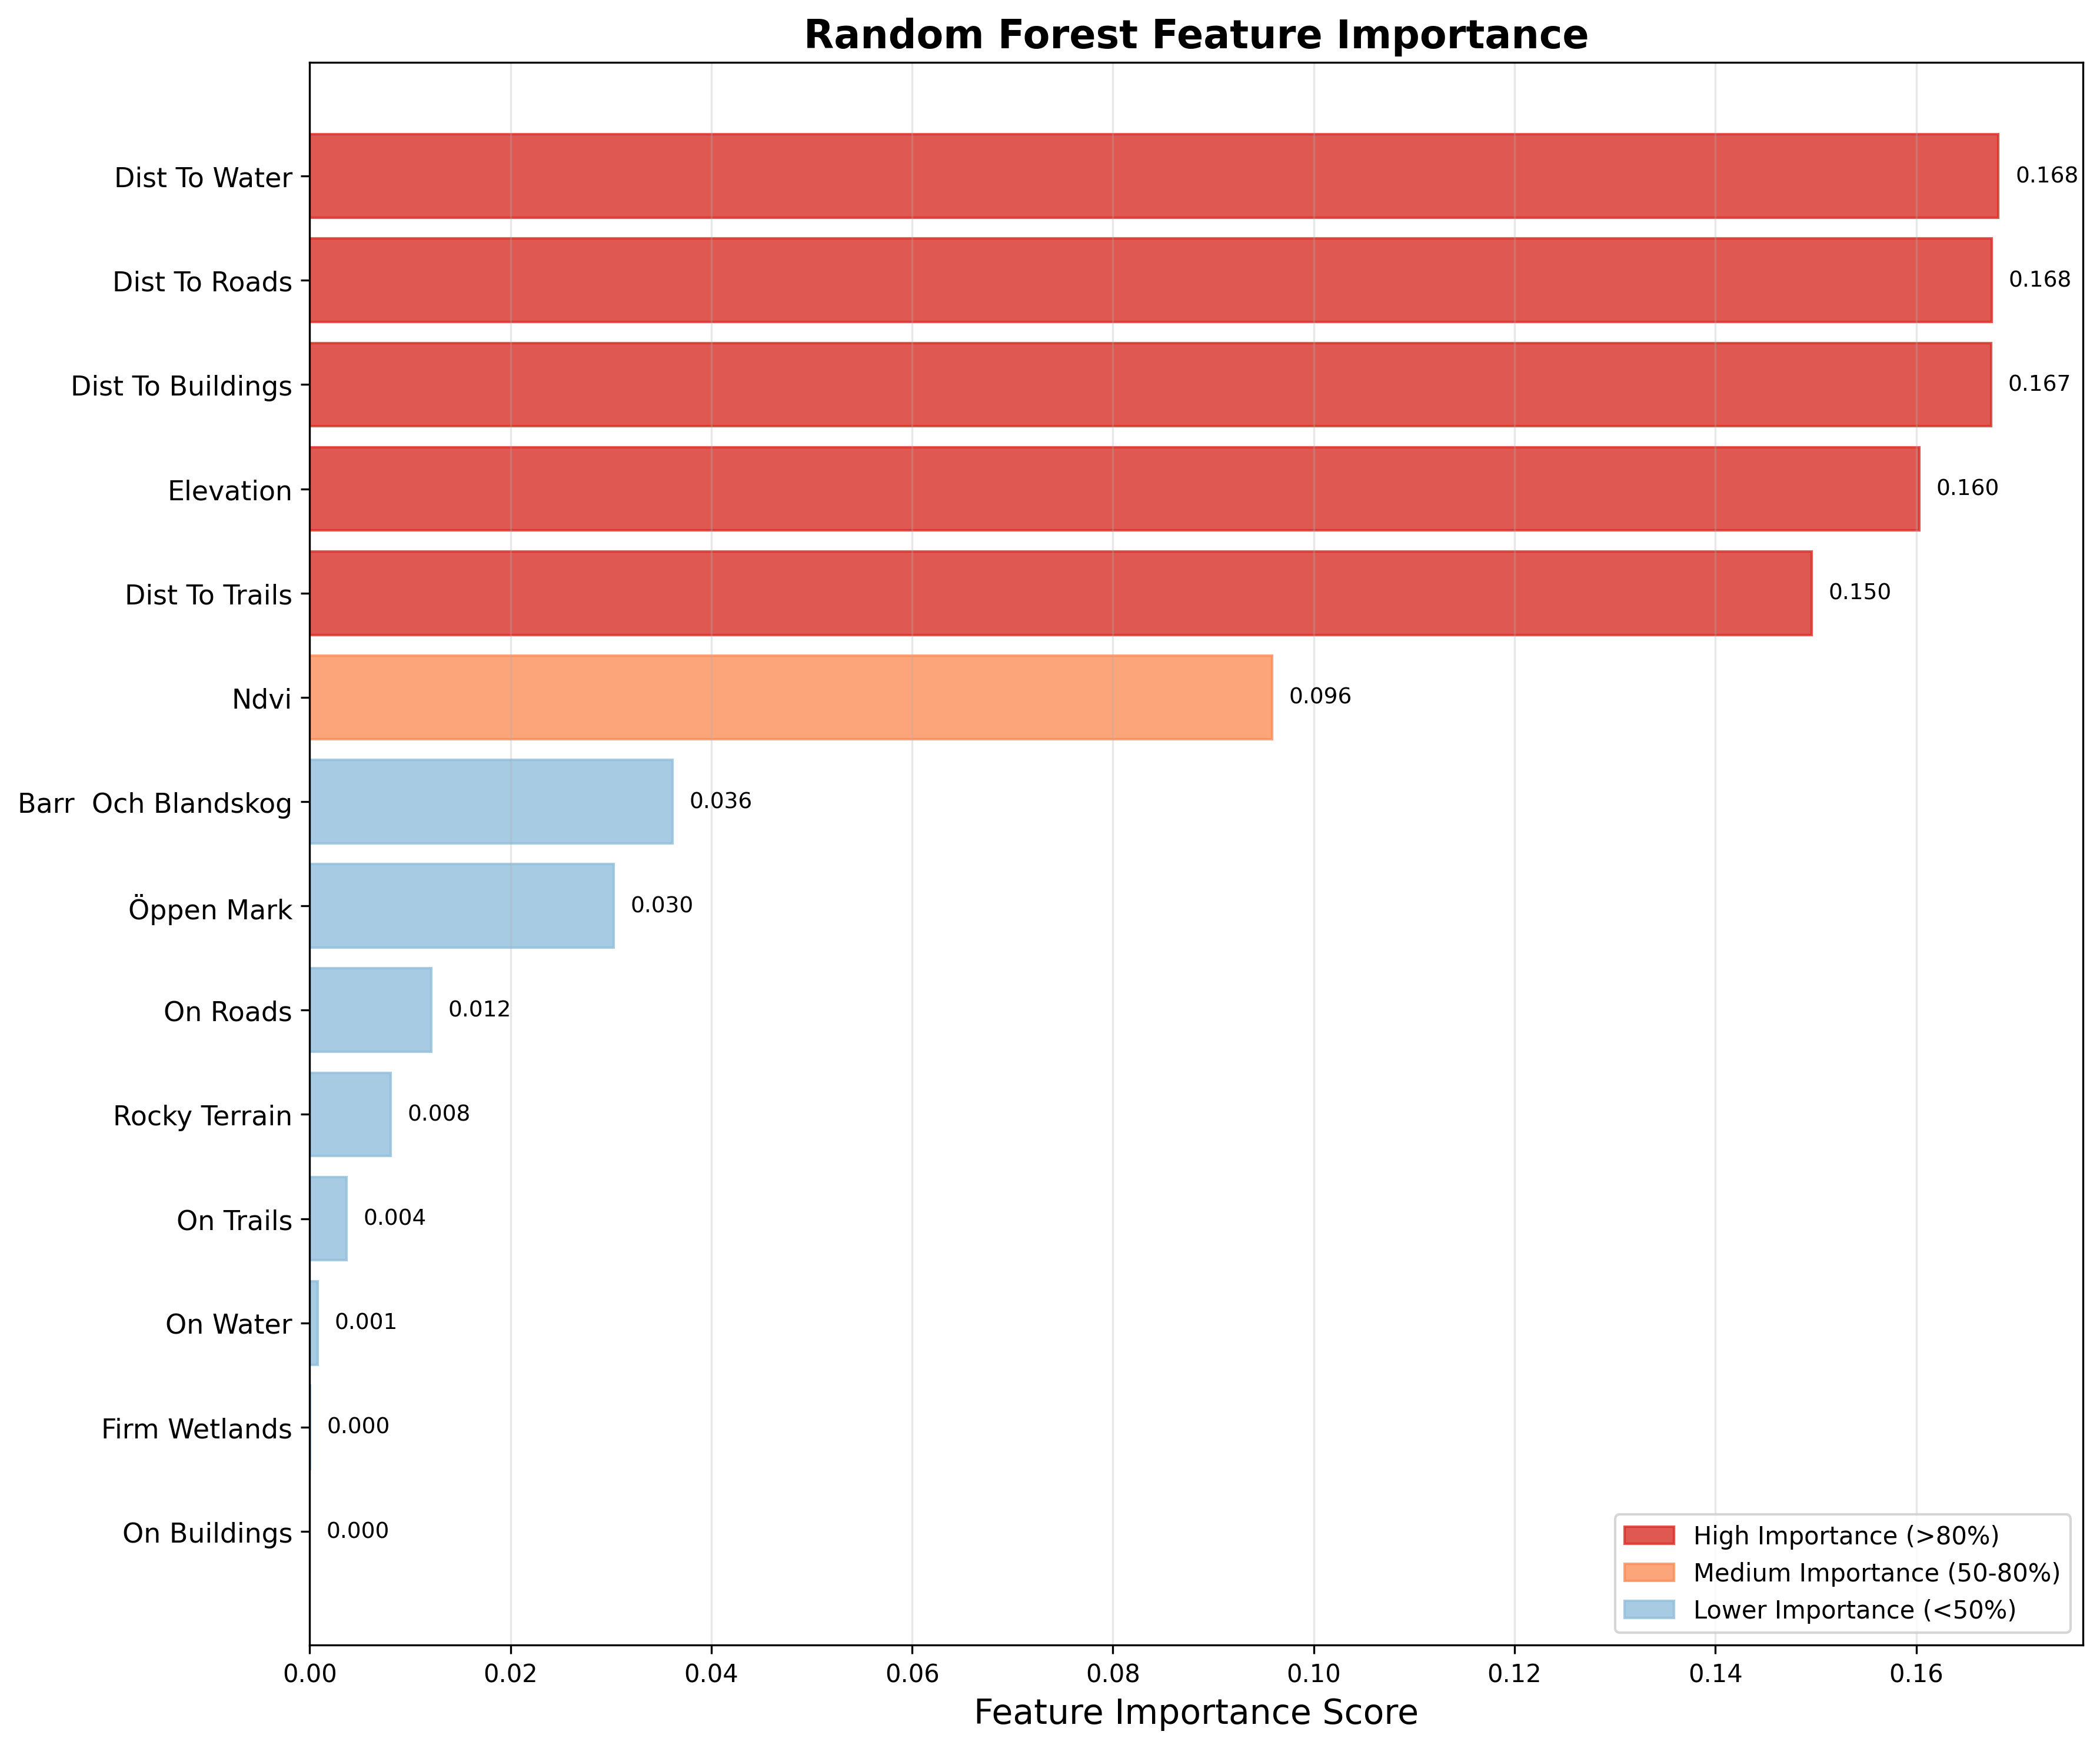 Random Forest Feature Importance
Dist To Water 0.168
Dist To Roads 0.168
Dist To Buildings 0.167
Elevation 0.160
Dist To Trails 0.150
Ndvi 0.096
Barr  Och Blandskog 0.036
Öppen Mark 0.030
On Roads 0.012
Rocky Terrain 0.008
On Trails 0.004
On Water 0.001
Firm Wetlands 0.000
On Buildings 0.000
High Importance (>80%)
Medium Importance (50-80%)
Lower Importance (<50%)
0.00 0.02 0.04 0.06 0.08 0.10 0.12 0.14 0.16
Feature Importance Score